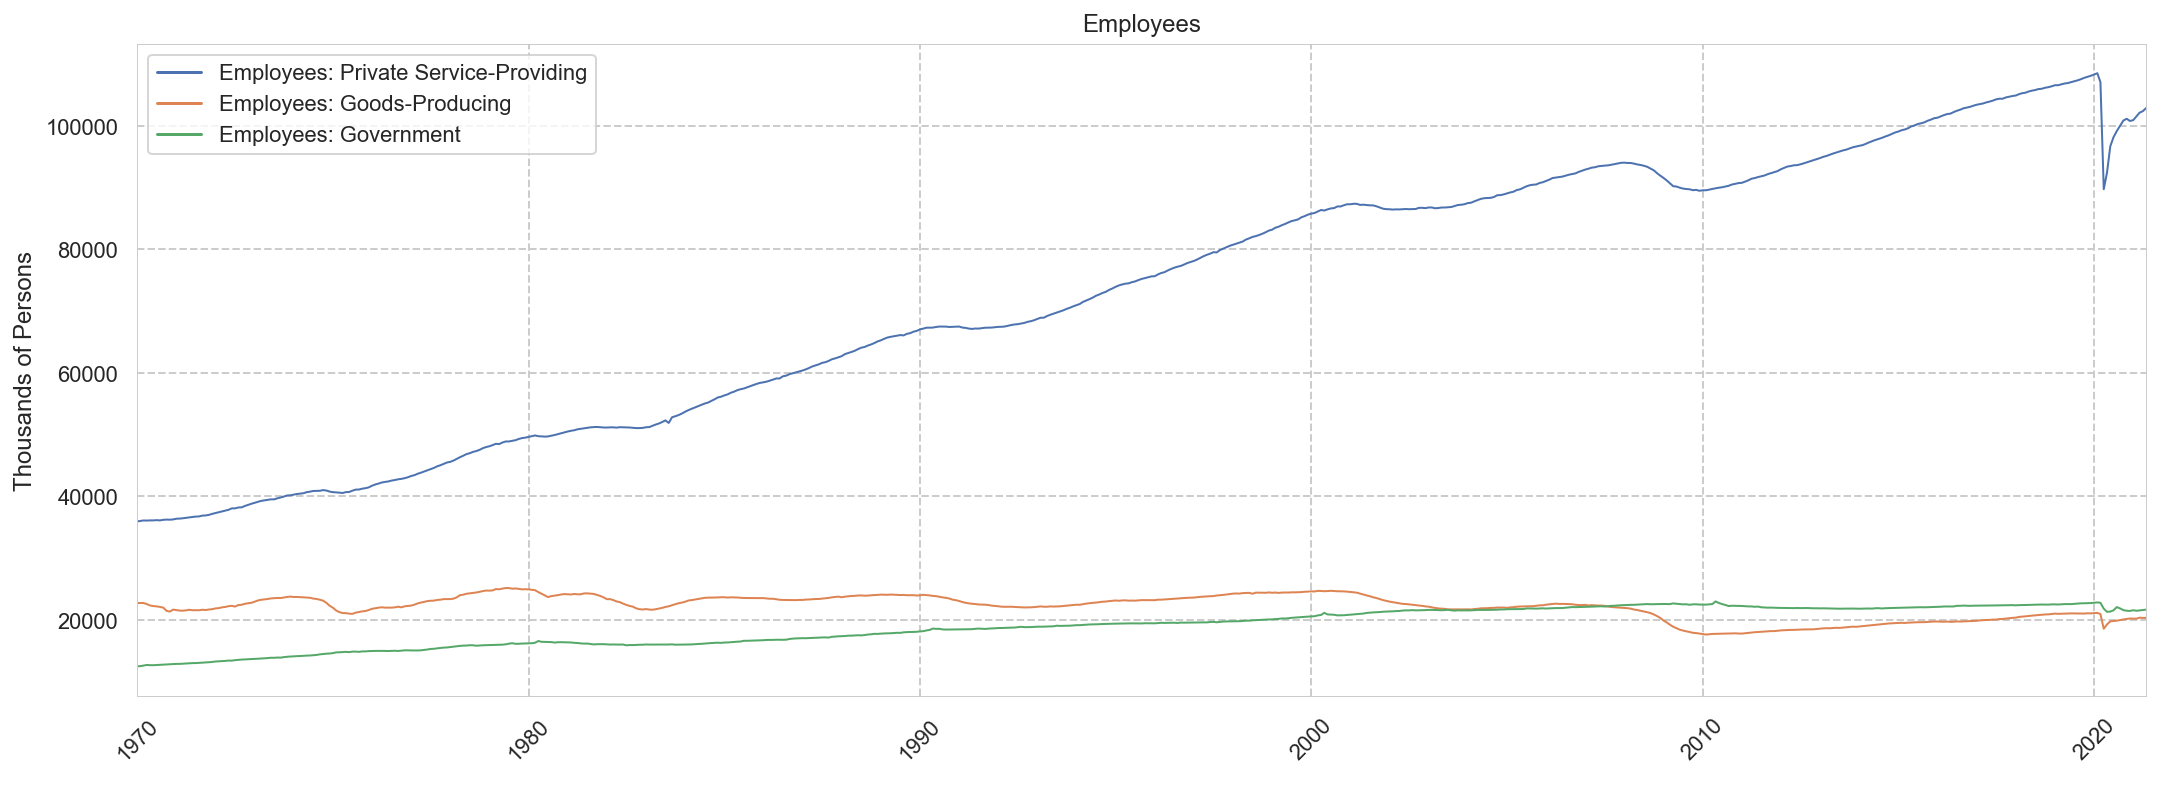 Employees
Employees: Private Service-Providing
Employees: Goods-Producing
Employees: Government
Thousands of Persons
100000
80000
60000
40000
20000
1970
1980
1990
2000
2010
2020